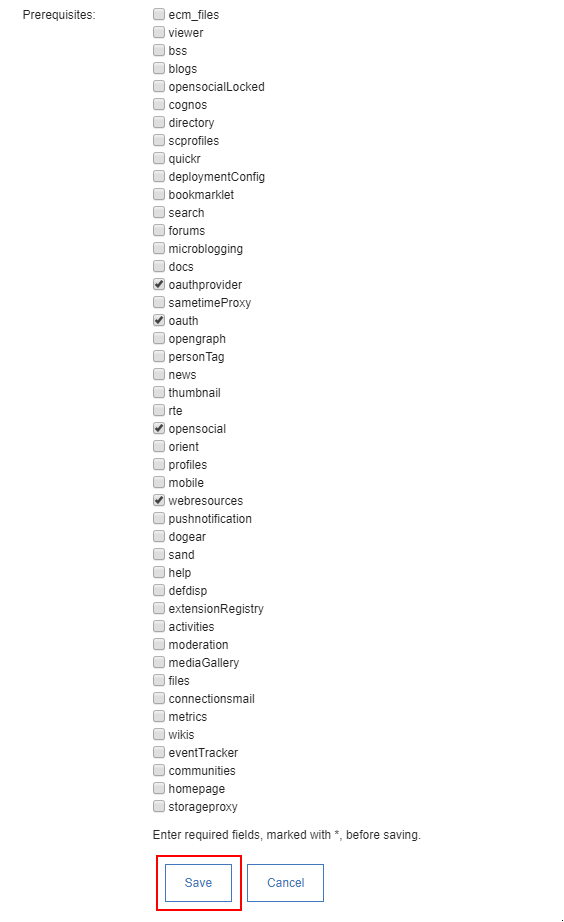 Prerequisites:
ecm_files
viewer
bss
blogs
opensocialLocked
cognos
directory
scprofiles
quickr
deploymentConfig
bookmarklet
search
forums
microblogging
docs
oauthprovider
sametimeProxy
oauth
opengraph
personTag
news
thumbnail
rte
opensocial
orient
profiles
mobile
webresources
pushnotification
dogear
sand
help
defdisp
extensionRegistry
activities
moderation
mediaGallery
files
connectionsmail
metrics
wikis
eventTracker
communities
homepage
storageproxy
Enter required fields, marked with *, before saving.
Save Cancel